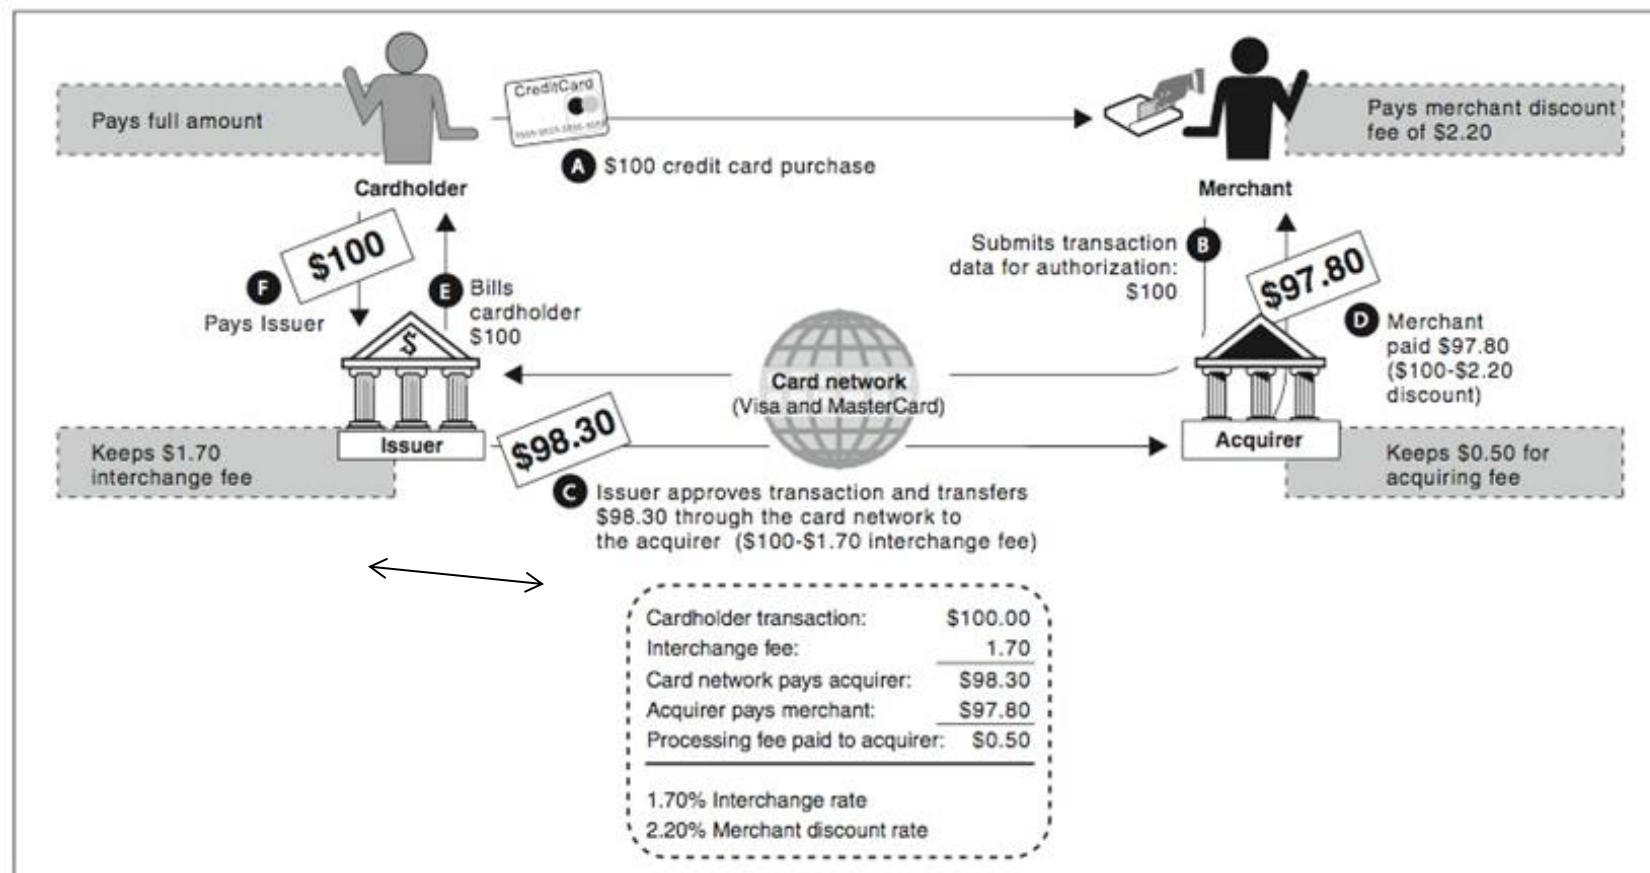 Pays full amount
CreditCard
A $100 credit card purchase
Pays merchant discount
fee of $2.20
Cardholder
Merchant
$100
F
Pays Issuer
E Bills
cardholder
$100
Submits transaction
data for authorization:
$100
B
$97.80
D Merchant
paid $97.80
($100-$2.20
discount)
$
Card network
(Visa and MasterCard)
Issuer
Keeps $1.70
interchange fee
$98.30
Acquirer
Keeps $0.50 for
acquiring fee
C Issuer approves transaction and transfers
$98.30 through the card network to
the acquirer ($100-$1.70 interchange fee)
Cardholder transaction: $100.00
Interchange fee: 1.70
Card network pays acquirer: $98.30
Acquirer pays merchant: $97.80
Processing fee paid to acquirer: $0.50
1.70% Interchange rate
2.20% Merchant discount rate